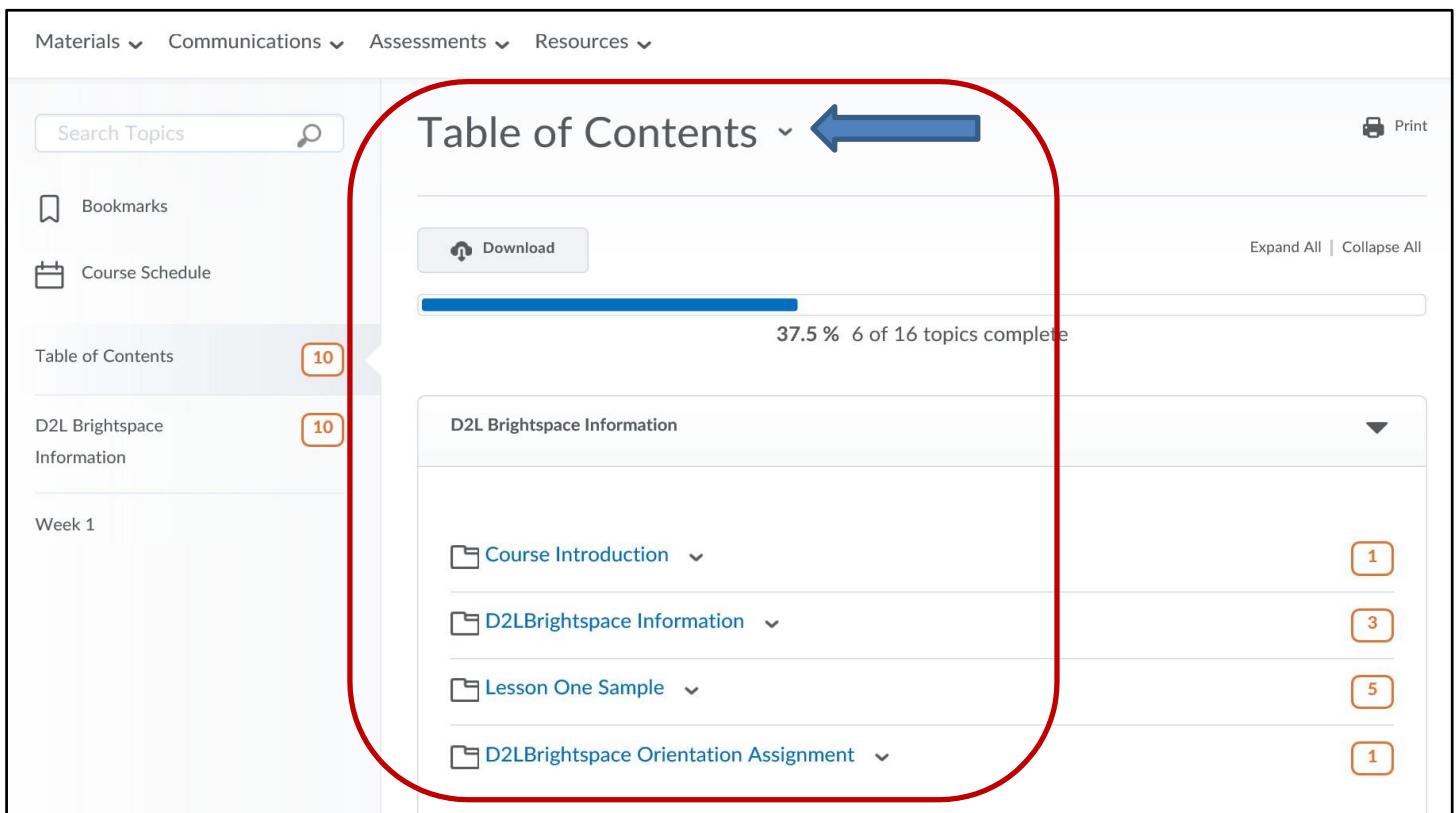 Materials Communications Assessments Resources
Search Topics
Bookmarks
Course Schedule
Table of Contents 10
D2L Brightspace 10
Information
Week 1
Table of Contents
Print
Download
Expand All | Collapse All
37.5 % 6 of 16 topics complete
D2L Brightspace Information
Course Introduction 1
D2LBrightspace Information 3
Lesson One Sample 5
D2LBrightspace Orientation Assignment 1